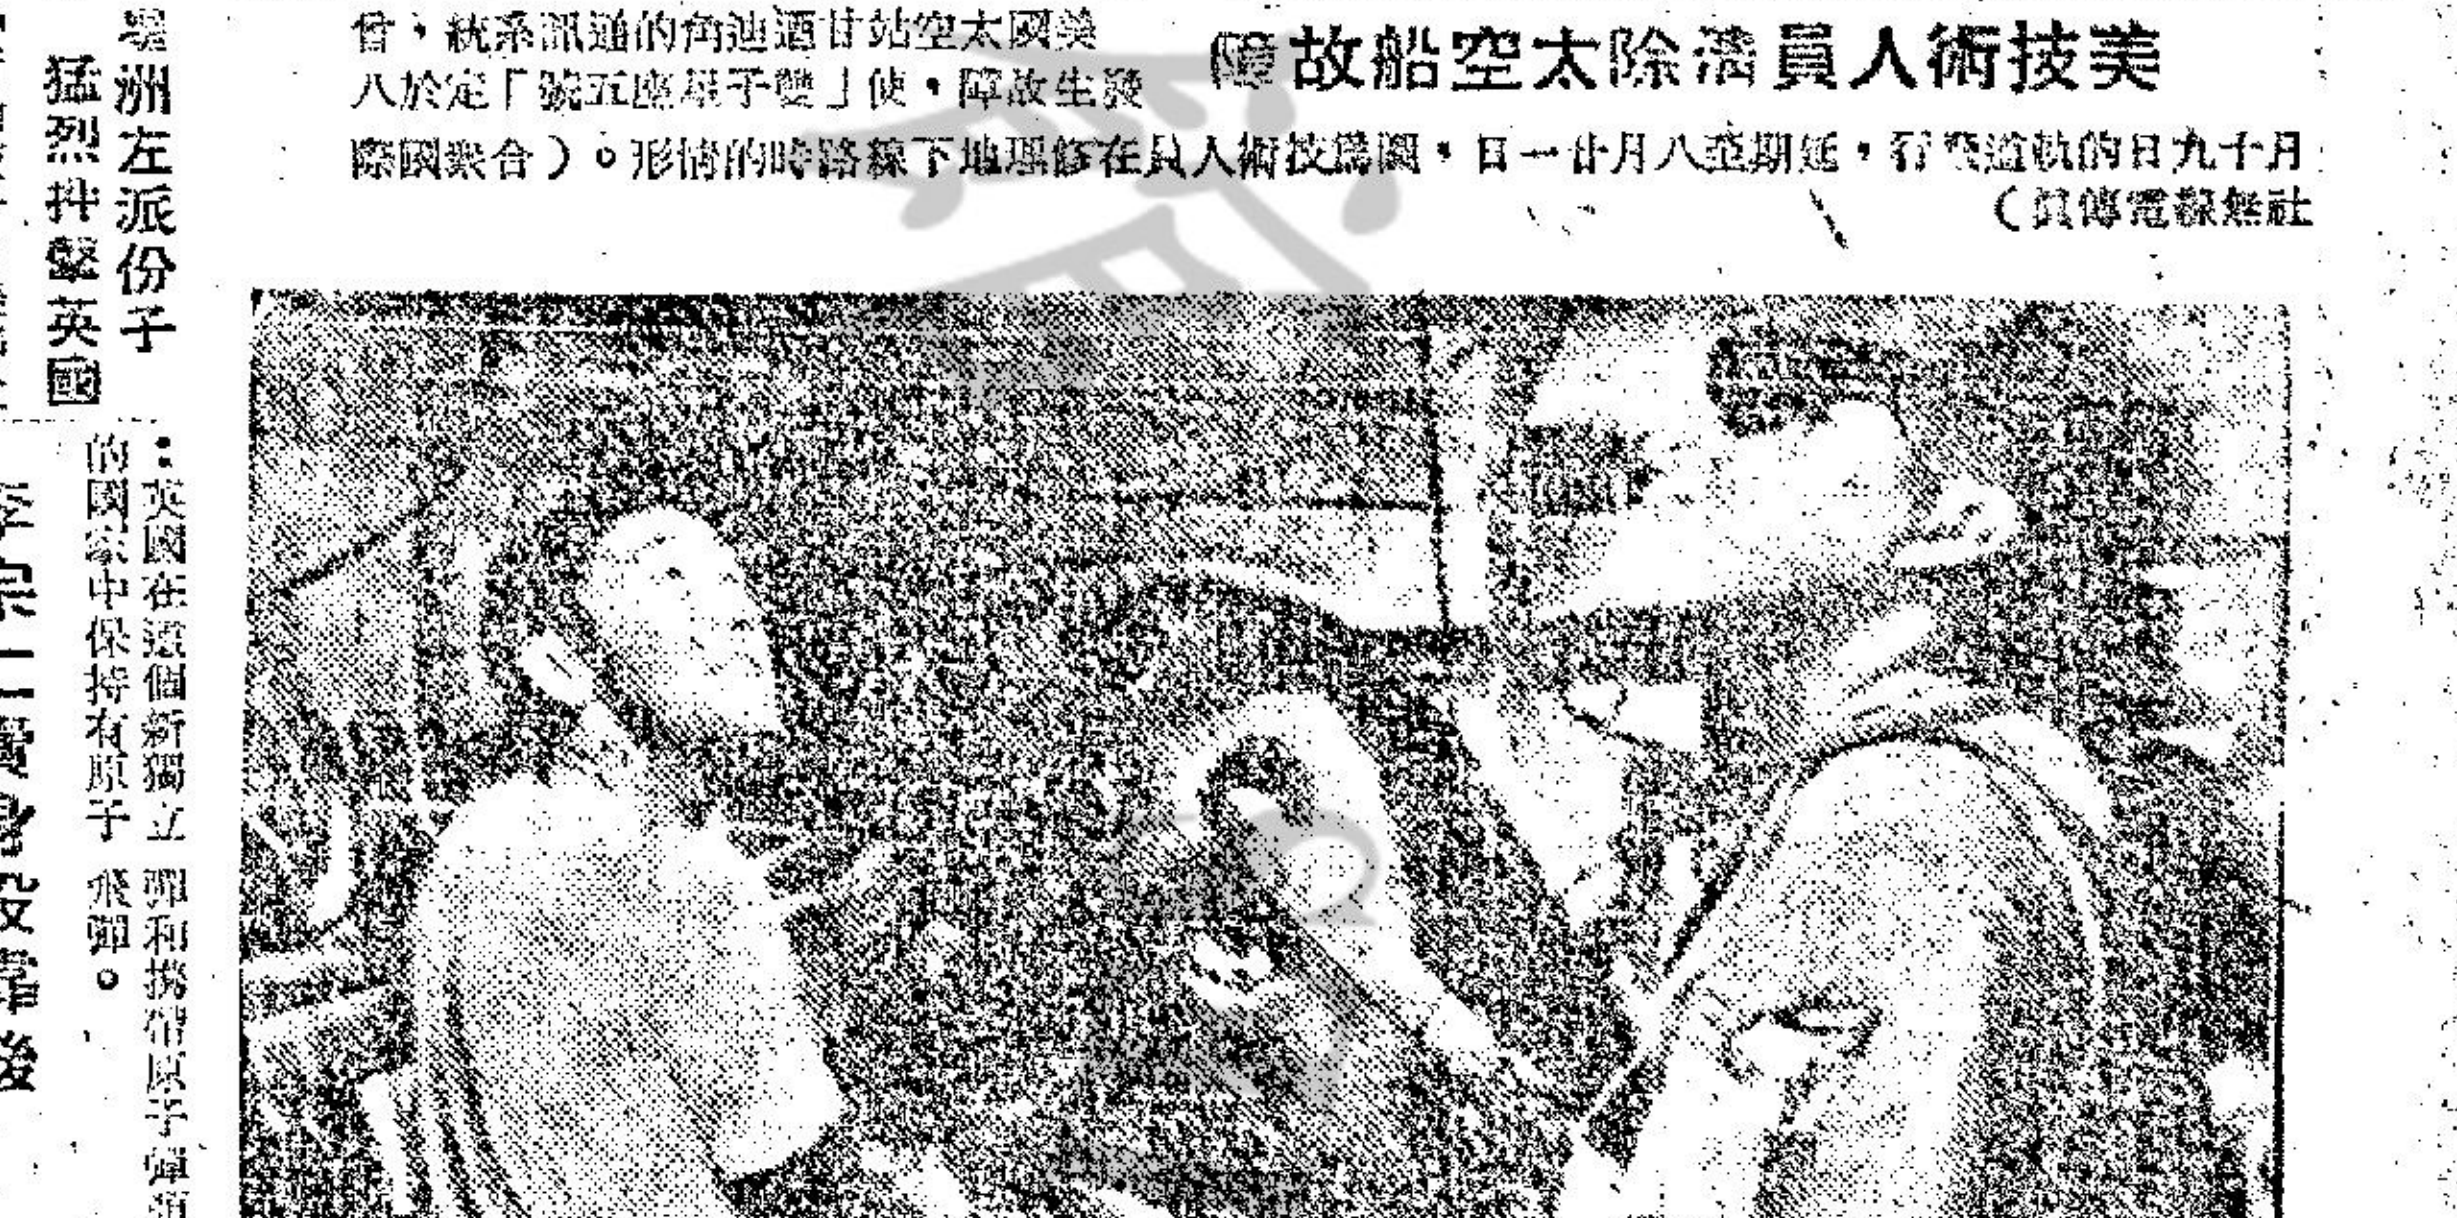 美技術人員清除太空船故障
美國太空站甘迺迪角的通訊系統，曾
發生故障，使「雙子星座五號」定於八
月十九日的軌道飛行，延期至八月廿一日，圖爲技術人員在修理地下線路時的情形。（合衆國際
社無線電傳眞）
洲左派份子
猛烈抨擊英國
：英國在這個新獨立
的國家中保持有原子
彈和携帶原子彈頭
飛彈。